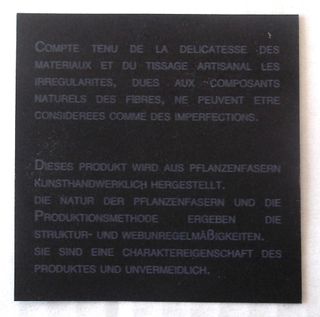 COMPTE TENU DE LA DELICATESSE DES
MATERIAUX ET DU TISSAGE ARTISANAL LES
IRREGULARITES, DUES AUX COMPOSANTS
NATURELS DES FIBRES, NE PEUVENT ETRE
CONSIDEREES COMME DES IMPERFECTIONS.
DIESES PRODUKT WIRD AUS PFLANZENFASERN
KUNSTHANDWERKLICH HERGESTELLT.
DIE NATUR DER PFLANZENFASERN UND DIE
PRODUKTIONSMETHODE ERGEBEN DIE
STRUKTUR- UND WEBUNREGELMÄßIGKEITEN.
SIE SIND EINE CHARAKTEREIGENSCHAFT DES
PRODUKTES UND UNVERMEIDLICH.